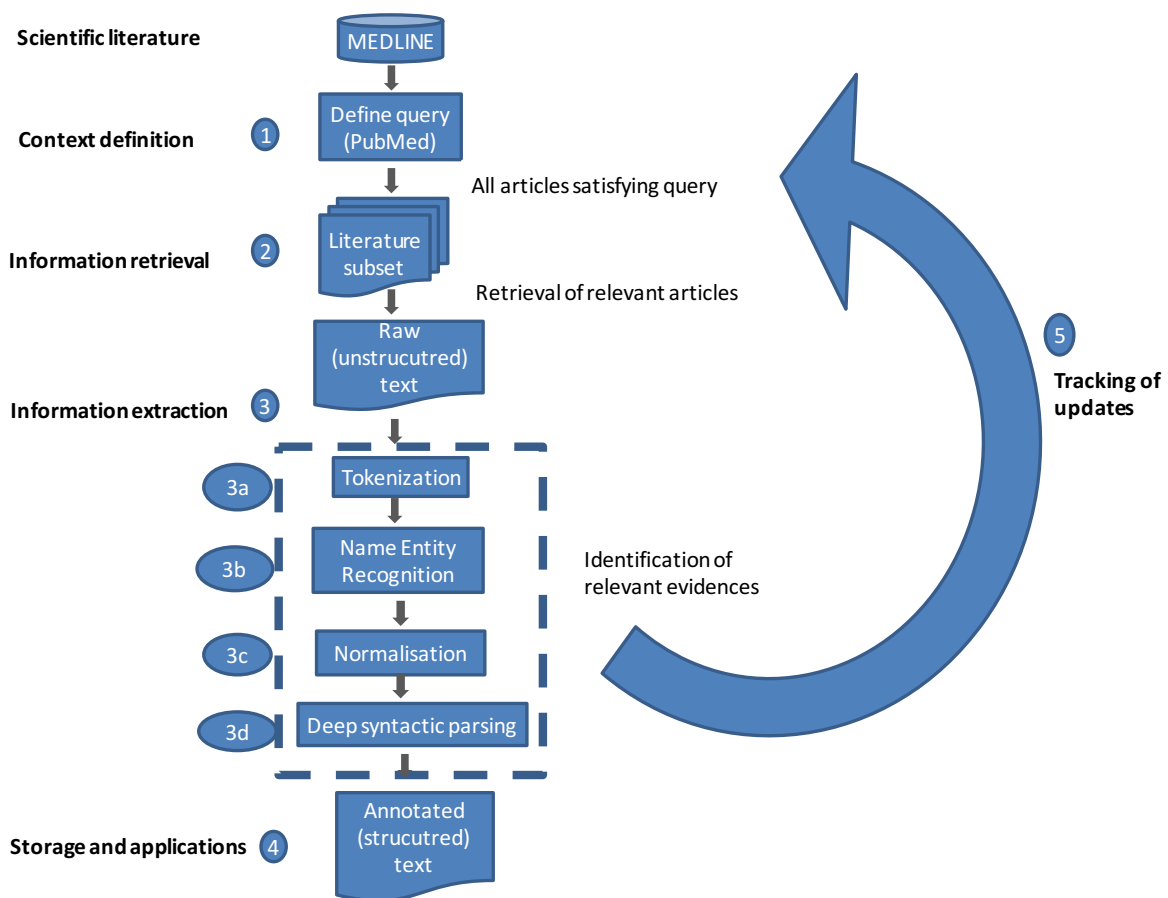 Scientific literature
MEDLINE
Context definition
1
Define query
(PubMed)
All articles satisfying query
Information retrieval
2
Literature
subset
Retrieval of relevant articles
Raw
(unstrucutred)
text
Information extraction
3
5
Tracking of
updates
3a
Tokenization
3b
Name Entity
Recognition
Identification of
relevant evidences
3c
Normalisation
3d
Deep syntactic parsing
Storage and applications
4
Annotated
(strucutred)
text